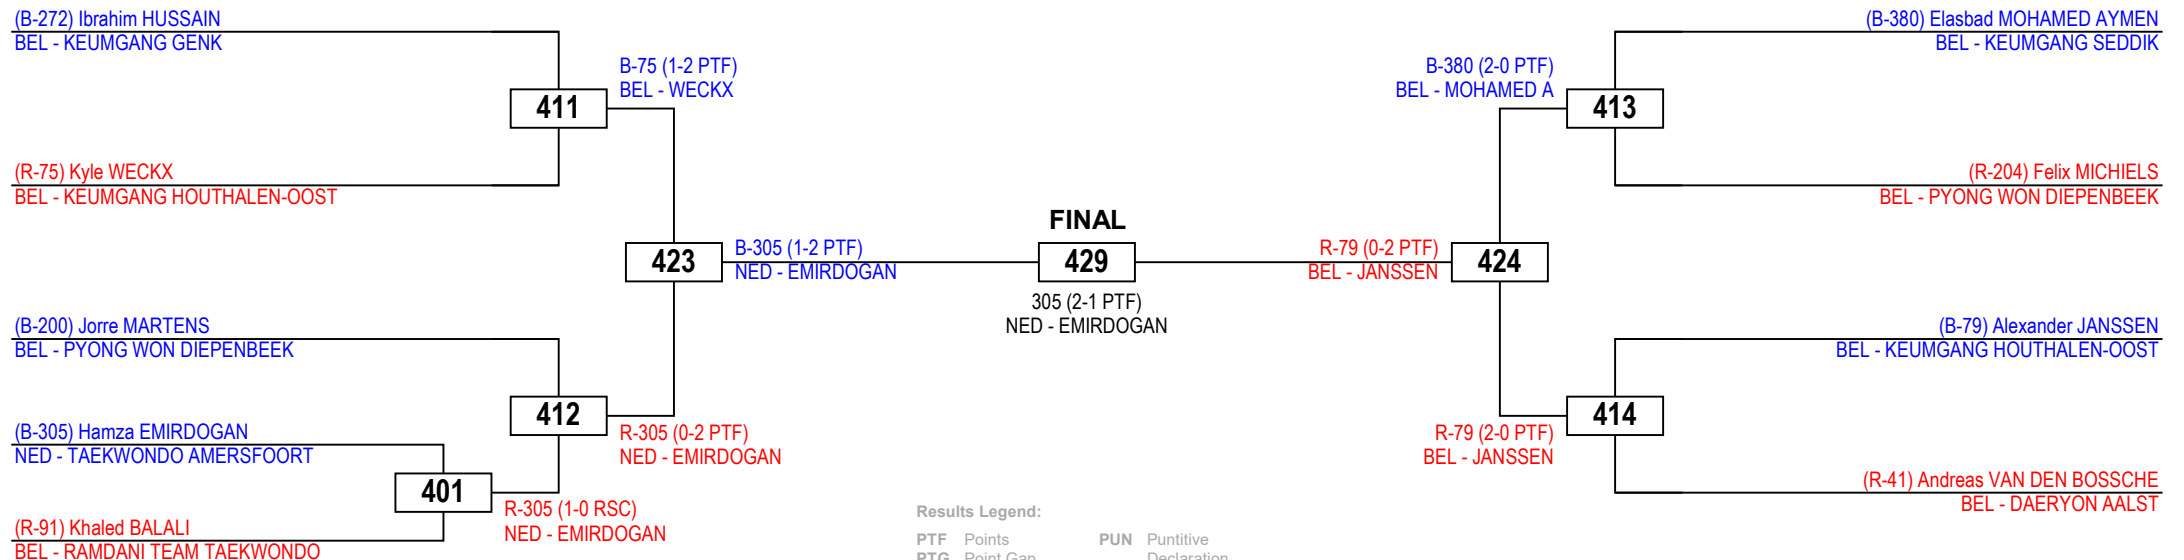 (B-272) Ibrahim HUSSAIN
BEL - KEUMGANG GENK
B-75 (1-2 PTF)
BEL - WECKX
411
(R-75) Kyle WECKX
BEL - KEUMGANG HOUTHALEN-OOST
423
B-305 (1-2 PTF)
NED - EMIRDOGAN
(B-200) Jorre MARTENS
BEL - PYONG WON DIEPENBEEK
412
(B-305) Hamza EMIRDOGAN
NED - TAEKWONDO AMERSFOORT
R-305 (0-2 PTF)
NED - EMIRDOGAN
401
R-305 (1-0 RSC)
NED - EMIRDOGAN
(R-91) Khaled BALALI
BEL - RAMDANI TEAM TAEKWONDO
FINAL
429
305 (2-1 PTF)
NED - EMIRDOGAN
(B-380) Elasbad MOHAMED AYMEN
BEL - KEUMGANG SEDDIK
B-380 (2-0 PTF)
BEL - MOHAMED A
413
(R-204) Felix MICHIELS
BEL - PYONG WON DIEPENBEEK
R-79 (0-2 PTF)
BEL - JANSSEN
424
(B-79) Alexander JANSSEN
BEL - KEUMGANG HOUTHALEN-OOST
414
R-79 (2-0 PTF)
BEL - JANSSEN
(R-41) Andreas VAN DEN BOSSCHE
BEL - DAERYON AALST
Results Legend:
PTF Points PUN Puntitive
PTG Point Gap Declaration